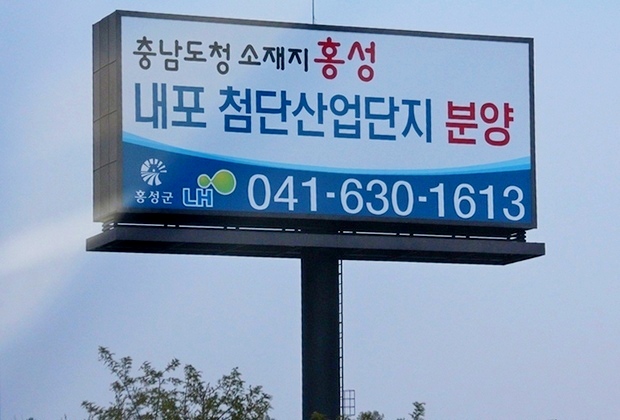 충남도청 소재지 홍성
내포 첨단산업단지 분양
홍성군 LH 041-630-1613